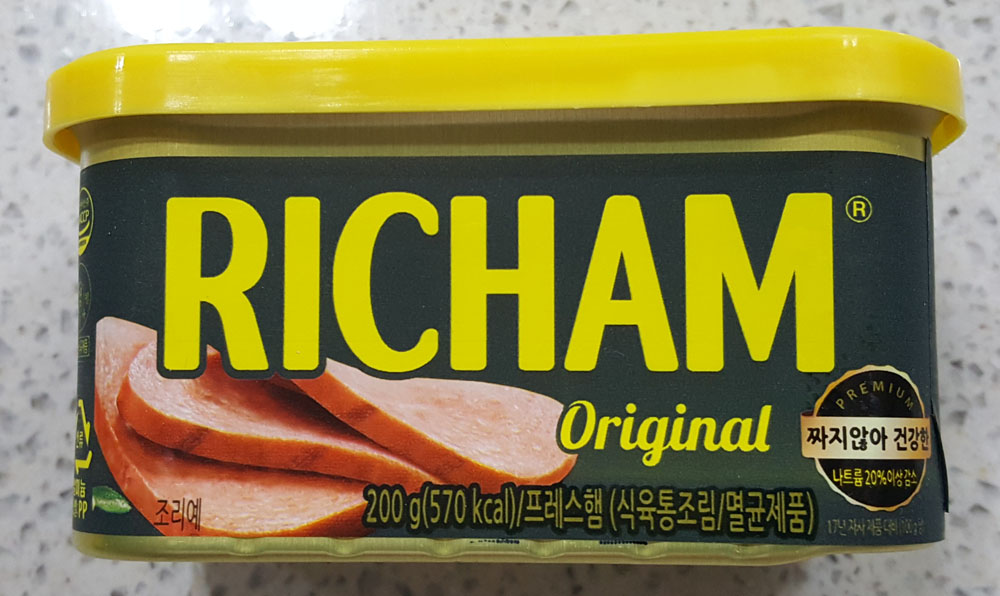 RICHAM®
Original
PREMIUM
짜지않아 건강한
나트륨 20%이상 감소
조리예
200 g(570 kcal)/프레스햄 (식육통조림/멸균제품)
PP